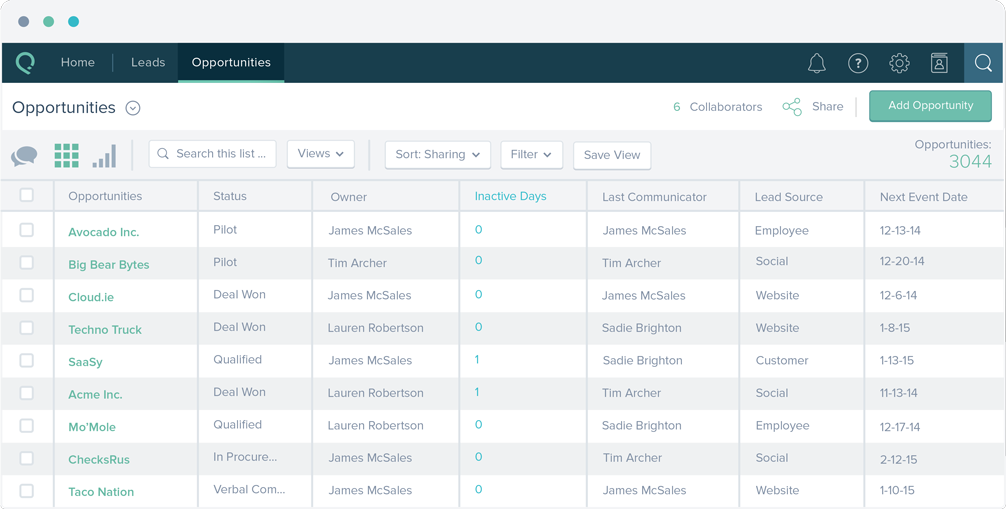 Home Leads Opportunities ?
Opportunities 6 Collaborators Share Add Opportunity
Search this list ... Views Sort: Sharing Filter Save View Opportunities:
3044
Opportunities Status Owner Inactive Days Last Communicator Lead Source Next Event Date
Avocado Inc. Pilot James McSales 0 James McSales Employee 12-13-14
Big Bear Bytes Pilot Tim Archer 0 Tim Archer Social 12-20-14
Cloud.ie Deal Won James McSales 0 James McSales Website 12-6-14
Techno Truck Deal Won Lauren Robertson 0 Sadie Brighton Website 1-8-15
SaaSy Qualified James McSales 1 Sadie Brighton Customer 1-13-15
Acme Inc. Deal Won Lauren Robertson 1 Tim Archer Social 11-13-14
Mo'Mole Qualified Lauren Robertson 0 Sadie Brighton Employee 12-17-14
ChecksRus In Procure... James McSales 0 Tim Archer Social 2-12-15
Taco Nation Verbal Com... James McSales 0 James McSales Website 1-10-15